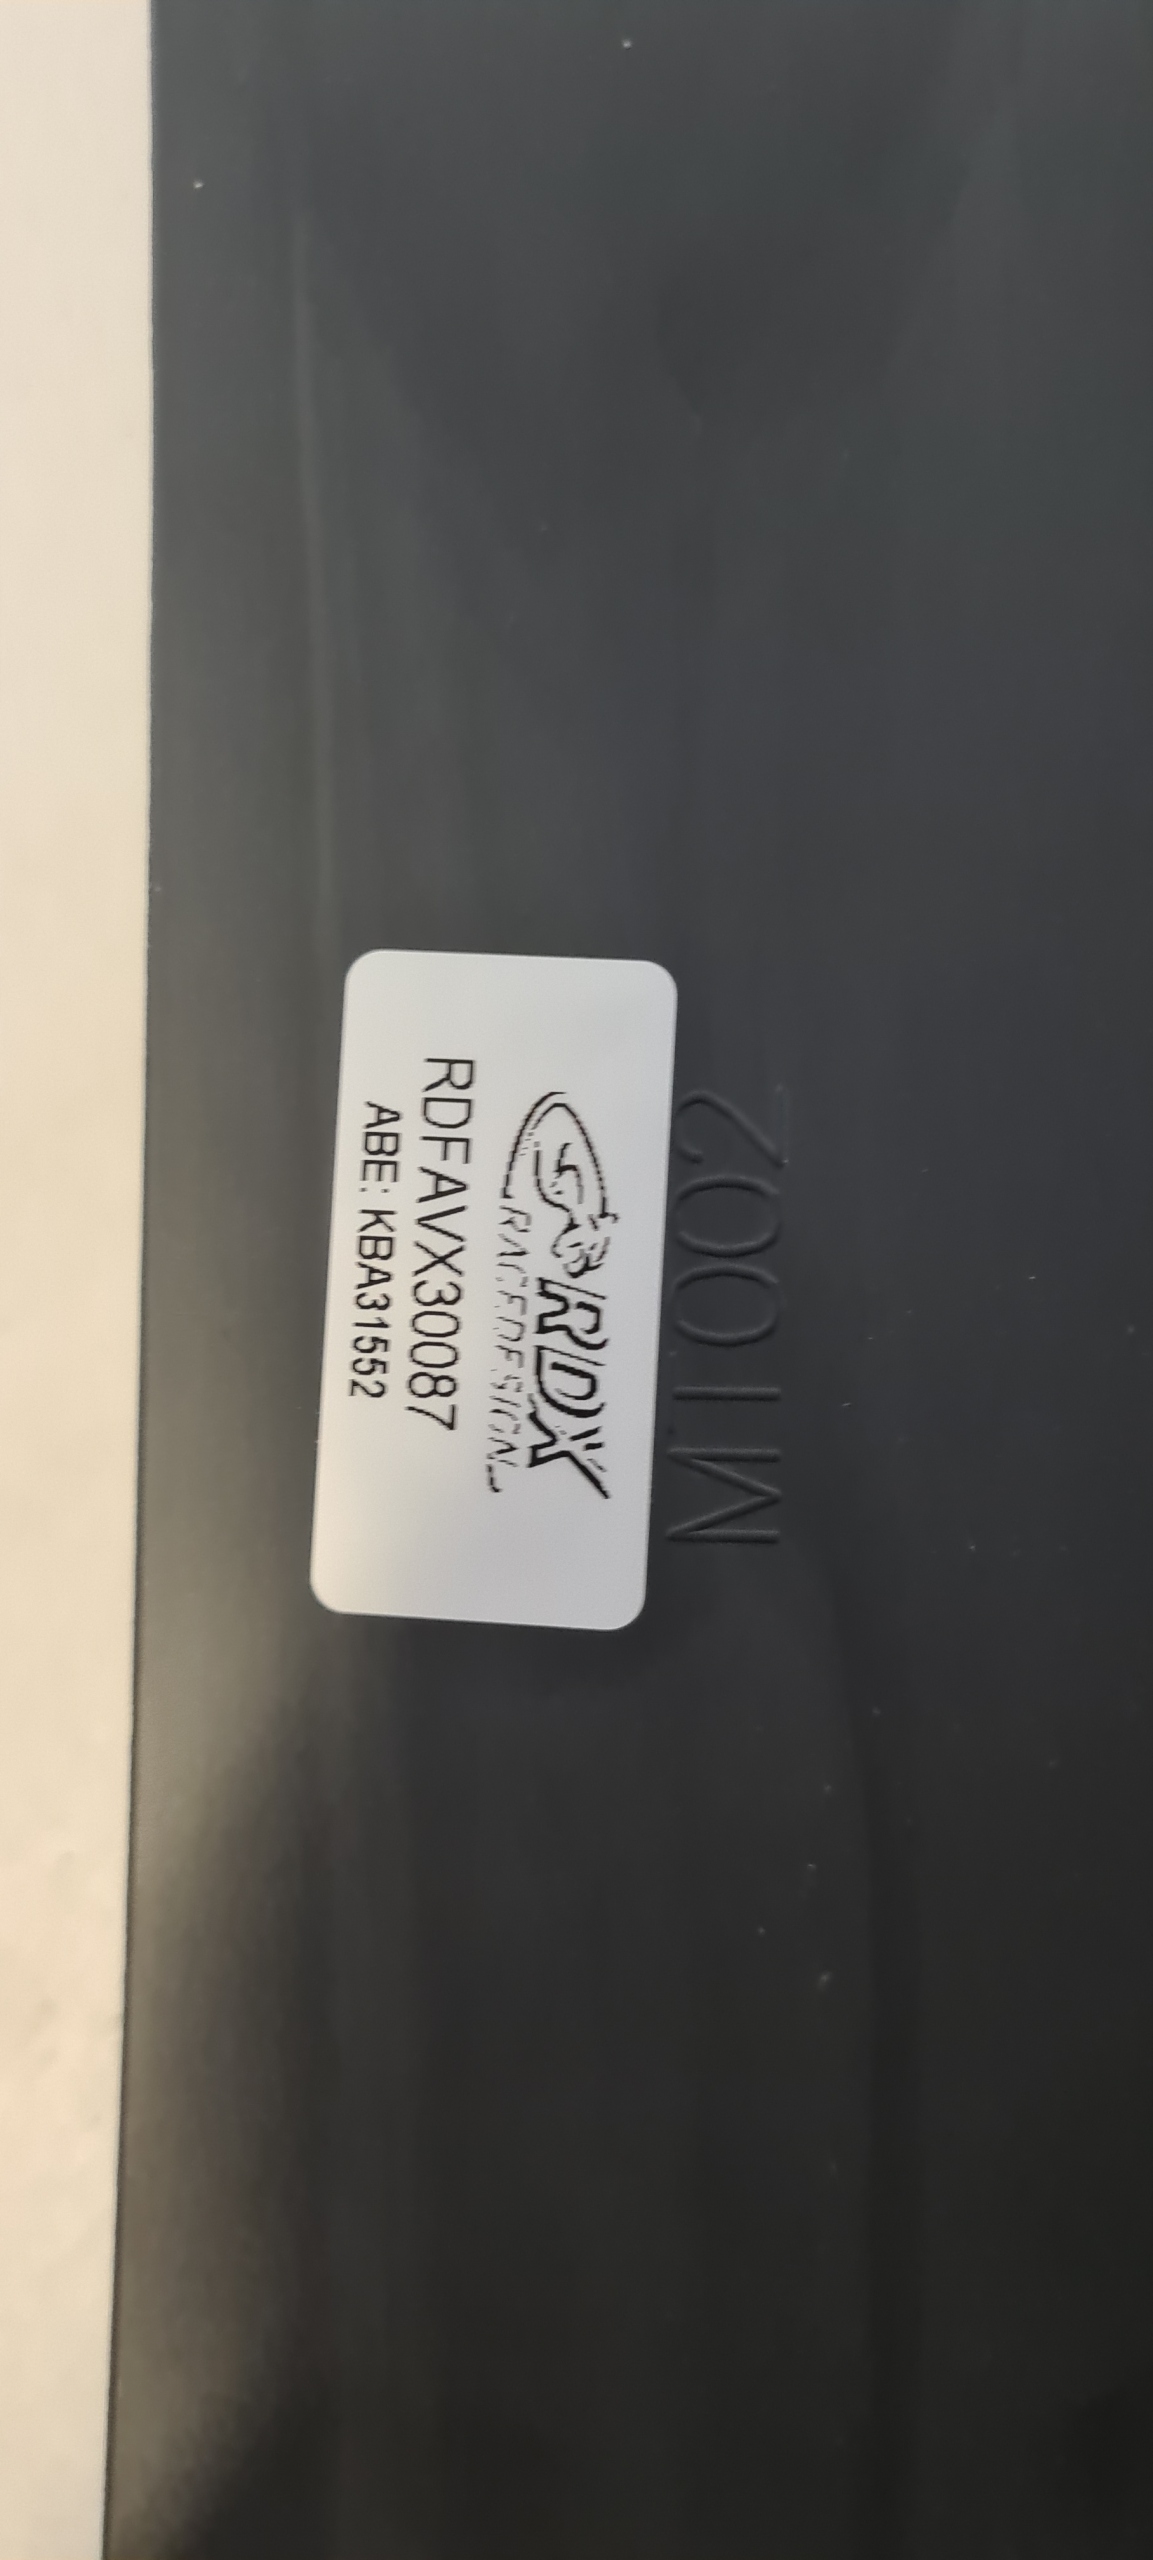 RDX
RACEDESIGN
RDFAVX30087
ABE: KBA31552
M1002